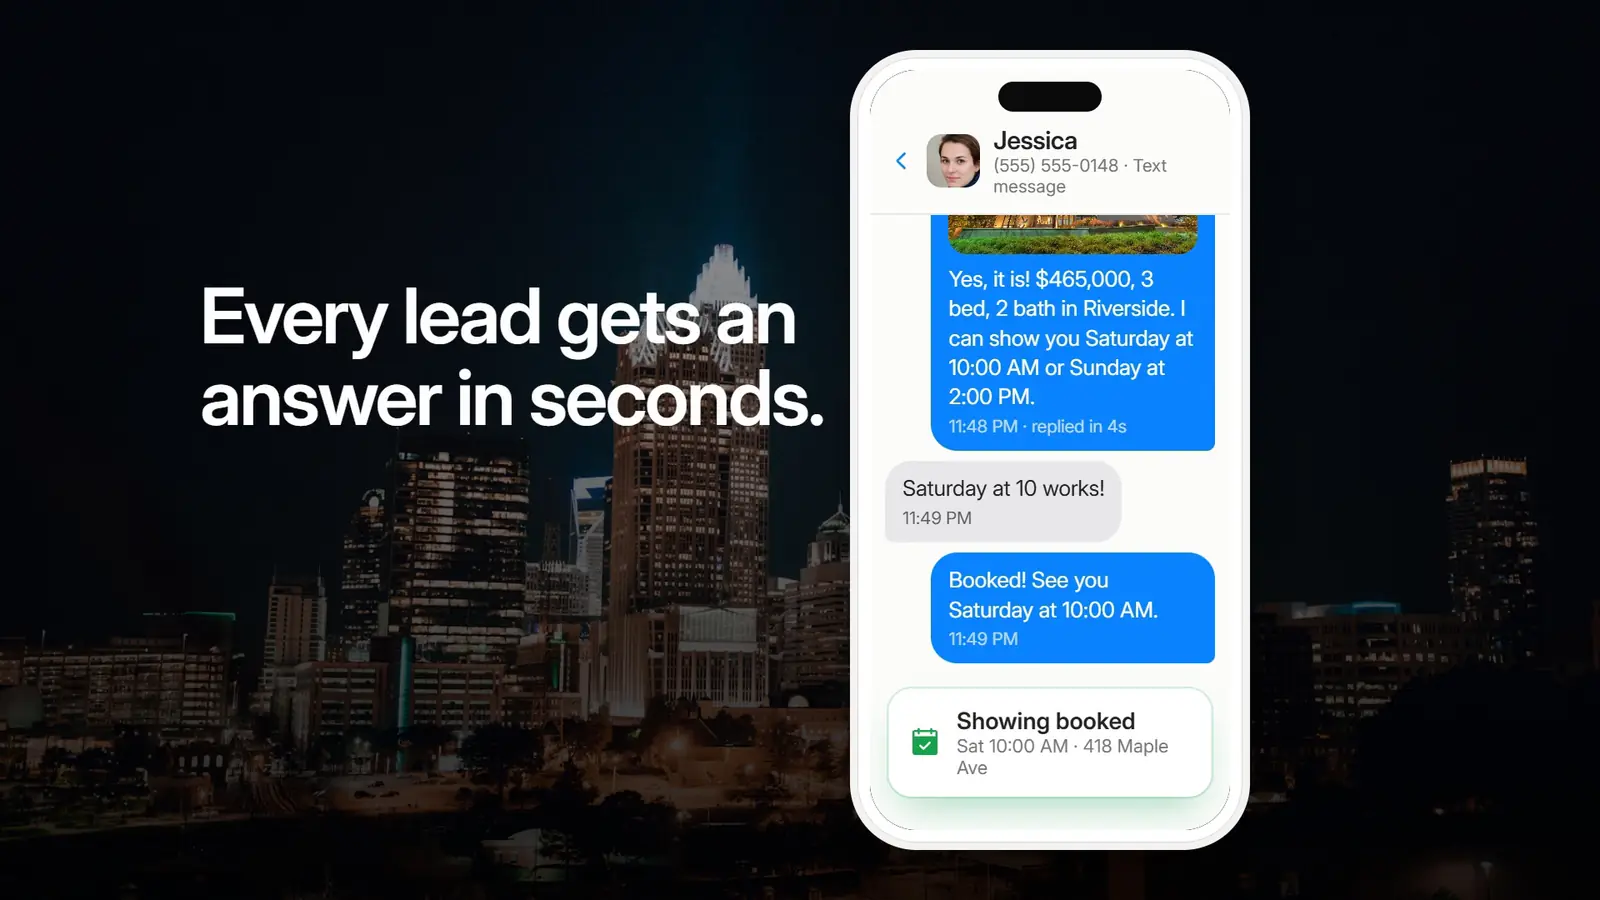 Every lead gets an
answer in seconds.
Jessica
(555) 555-0148 · Text
message
Yes, it is! $465,000, 3
bed, 2 bath in Riverside. I
can show you Saturday at
10:00 AM or Sunday at
2:00 PM.
11:48 PM · replied in 4s
Saturday at 10 works!
11:49 PM
Booked! See you
Saturday at 10:00 AM.
11:49 PM
Showing booked
Sat 10:00 AM · 418 Maple
Ave